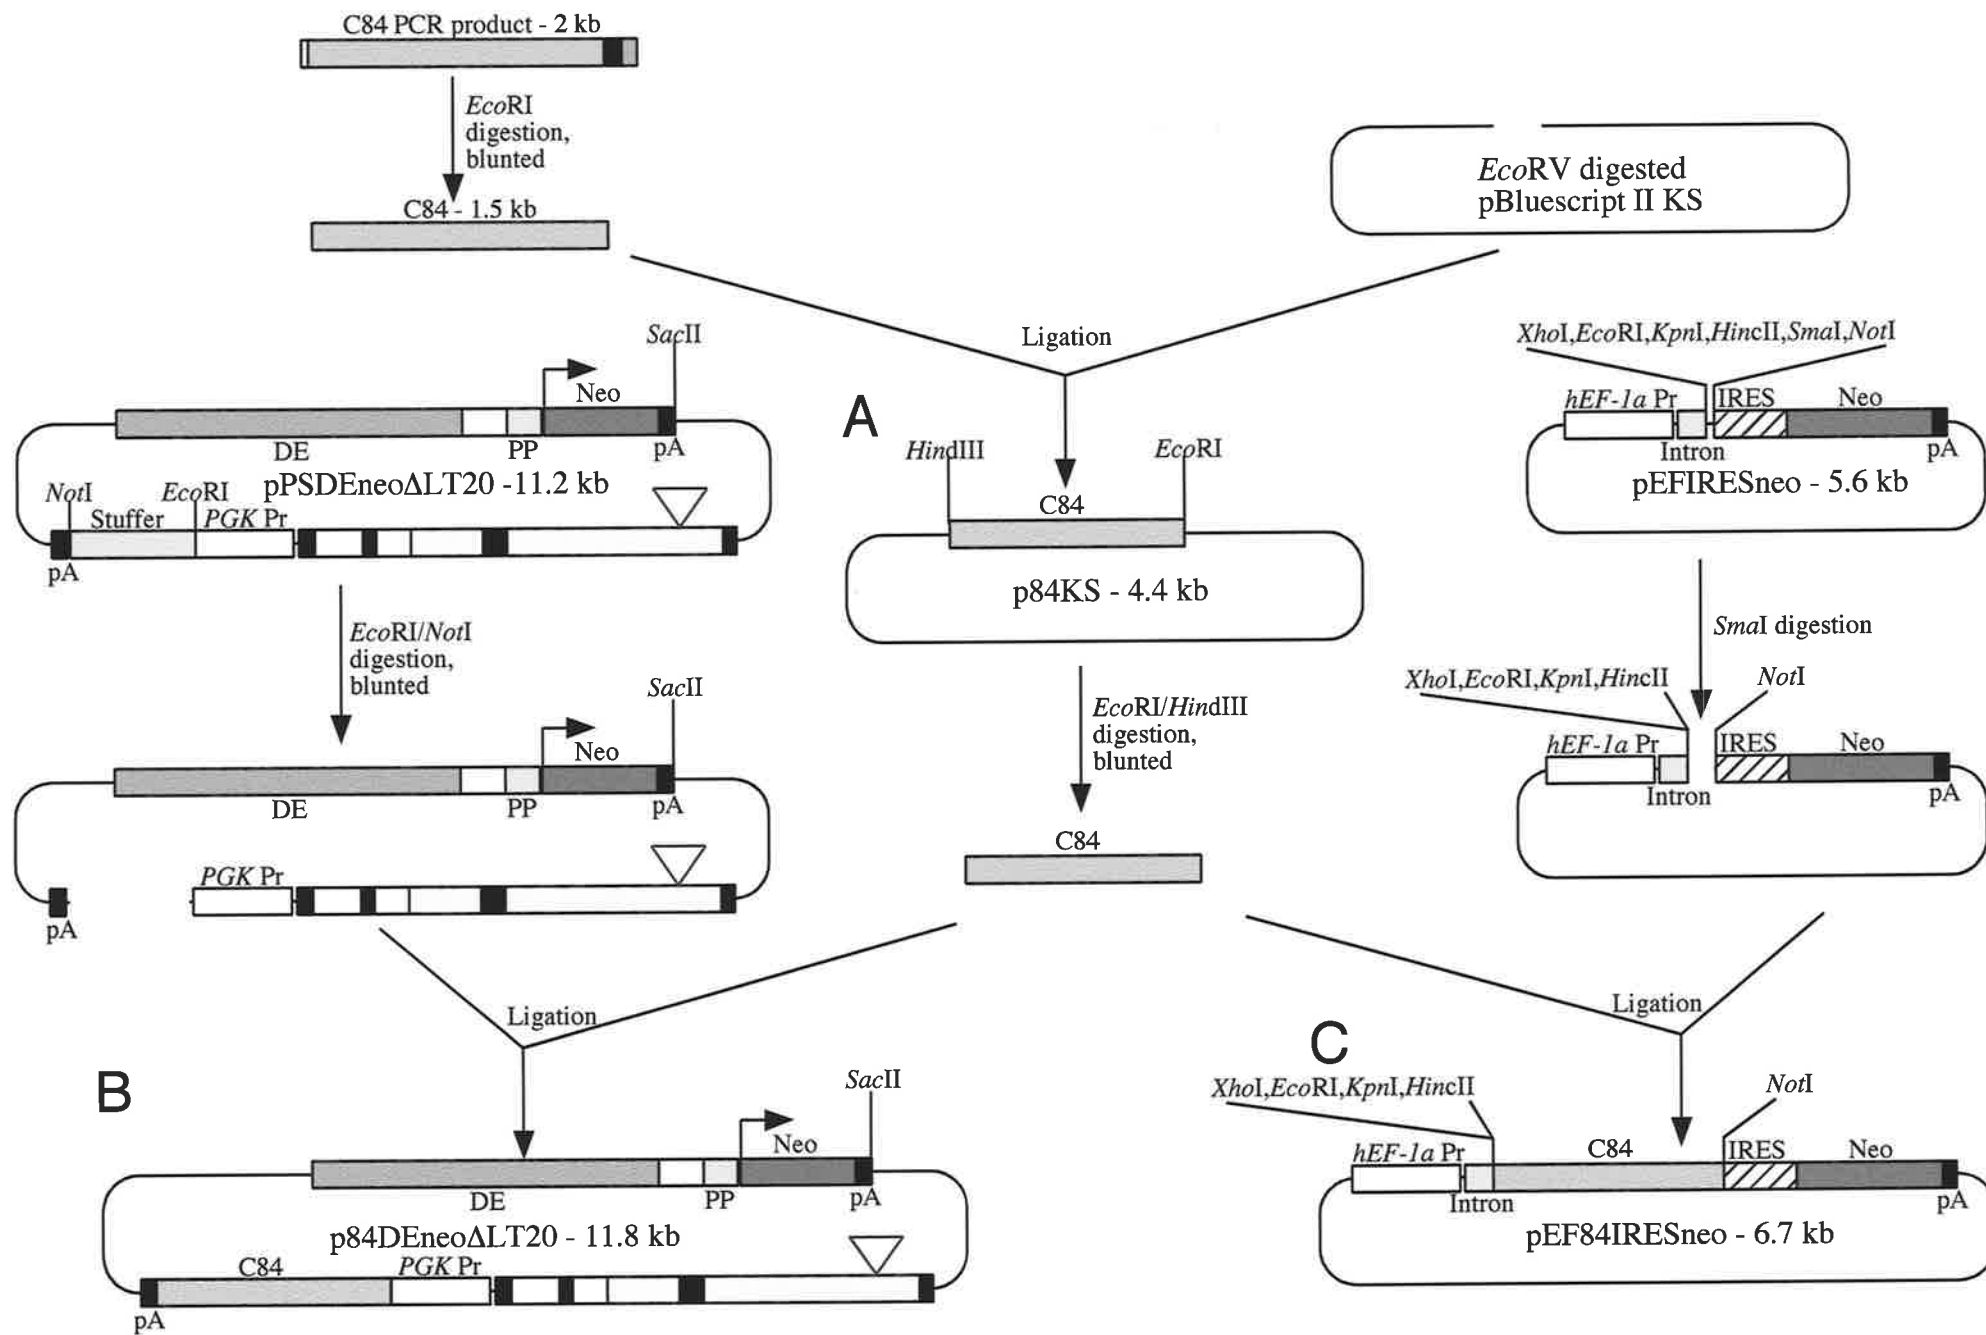 C84 PCR product - 2 kb
EcoRI
digestion,
blunted
C84 - 1.5 kb
EcoRV digested
pBluescript II KS
Ligation
SacII
Neo
DE
PP
pA
pPSDEneoΔLT20 -11.2 kb
NotI
EcoRI
Stuffer
PGK Pr
pA
EcoRI/NotI
digestion,
blunted
SacII
Neo
DE
PP
pA
PGK Pr
pA
A
HindIII
EcoRI
C84
p84KS - 4.4 kb
EcoRI/HindIII
digestion,
blunted
C84
XhoI,EcoRI,KpnI,HincII,SmaI,NotI
hEF-1a Pr
IRES
Neo
Intron
pA
pEFIRESneo - 5.6 kb
SmaI digestion
XhoI,EcoRI,KpnI,HincII
NotI
hEF-1a Pr
IRES
Neo
Intron
pA
Ligation
B
SacII
Neo
DE
PP
pA
p84DEneoΔLT20 - 11.8 kb
C84
PGK Pr
pA
Ligation
C
XhoI,EcoRI,KpnI,HincII
NotI
hEF-1a Pr
C84
IRES
Neo
Intron
pA
pEF84IRESneo - 6.7 kb